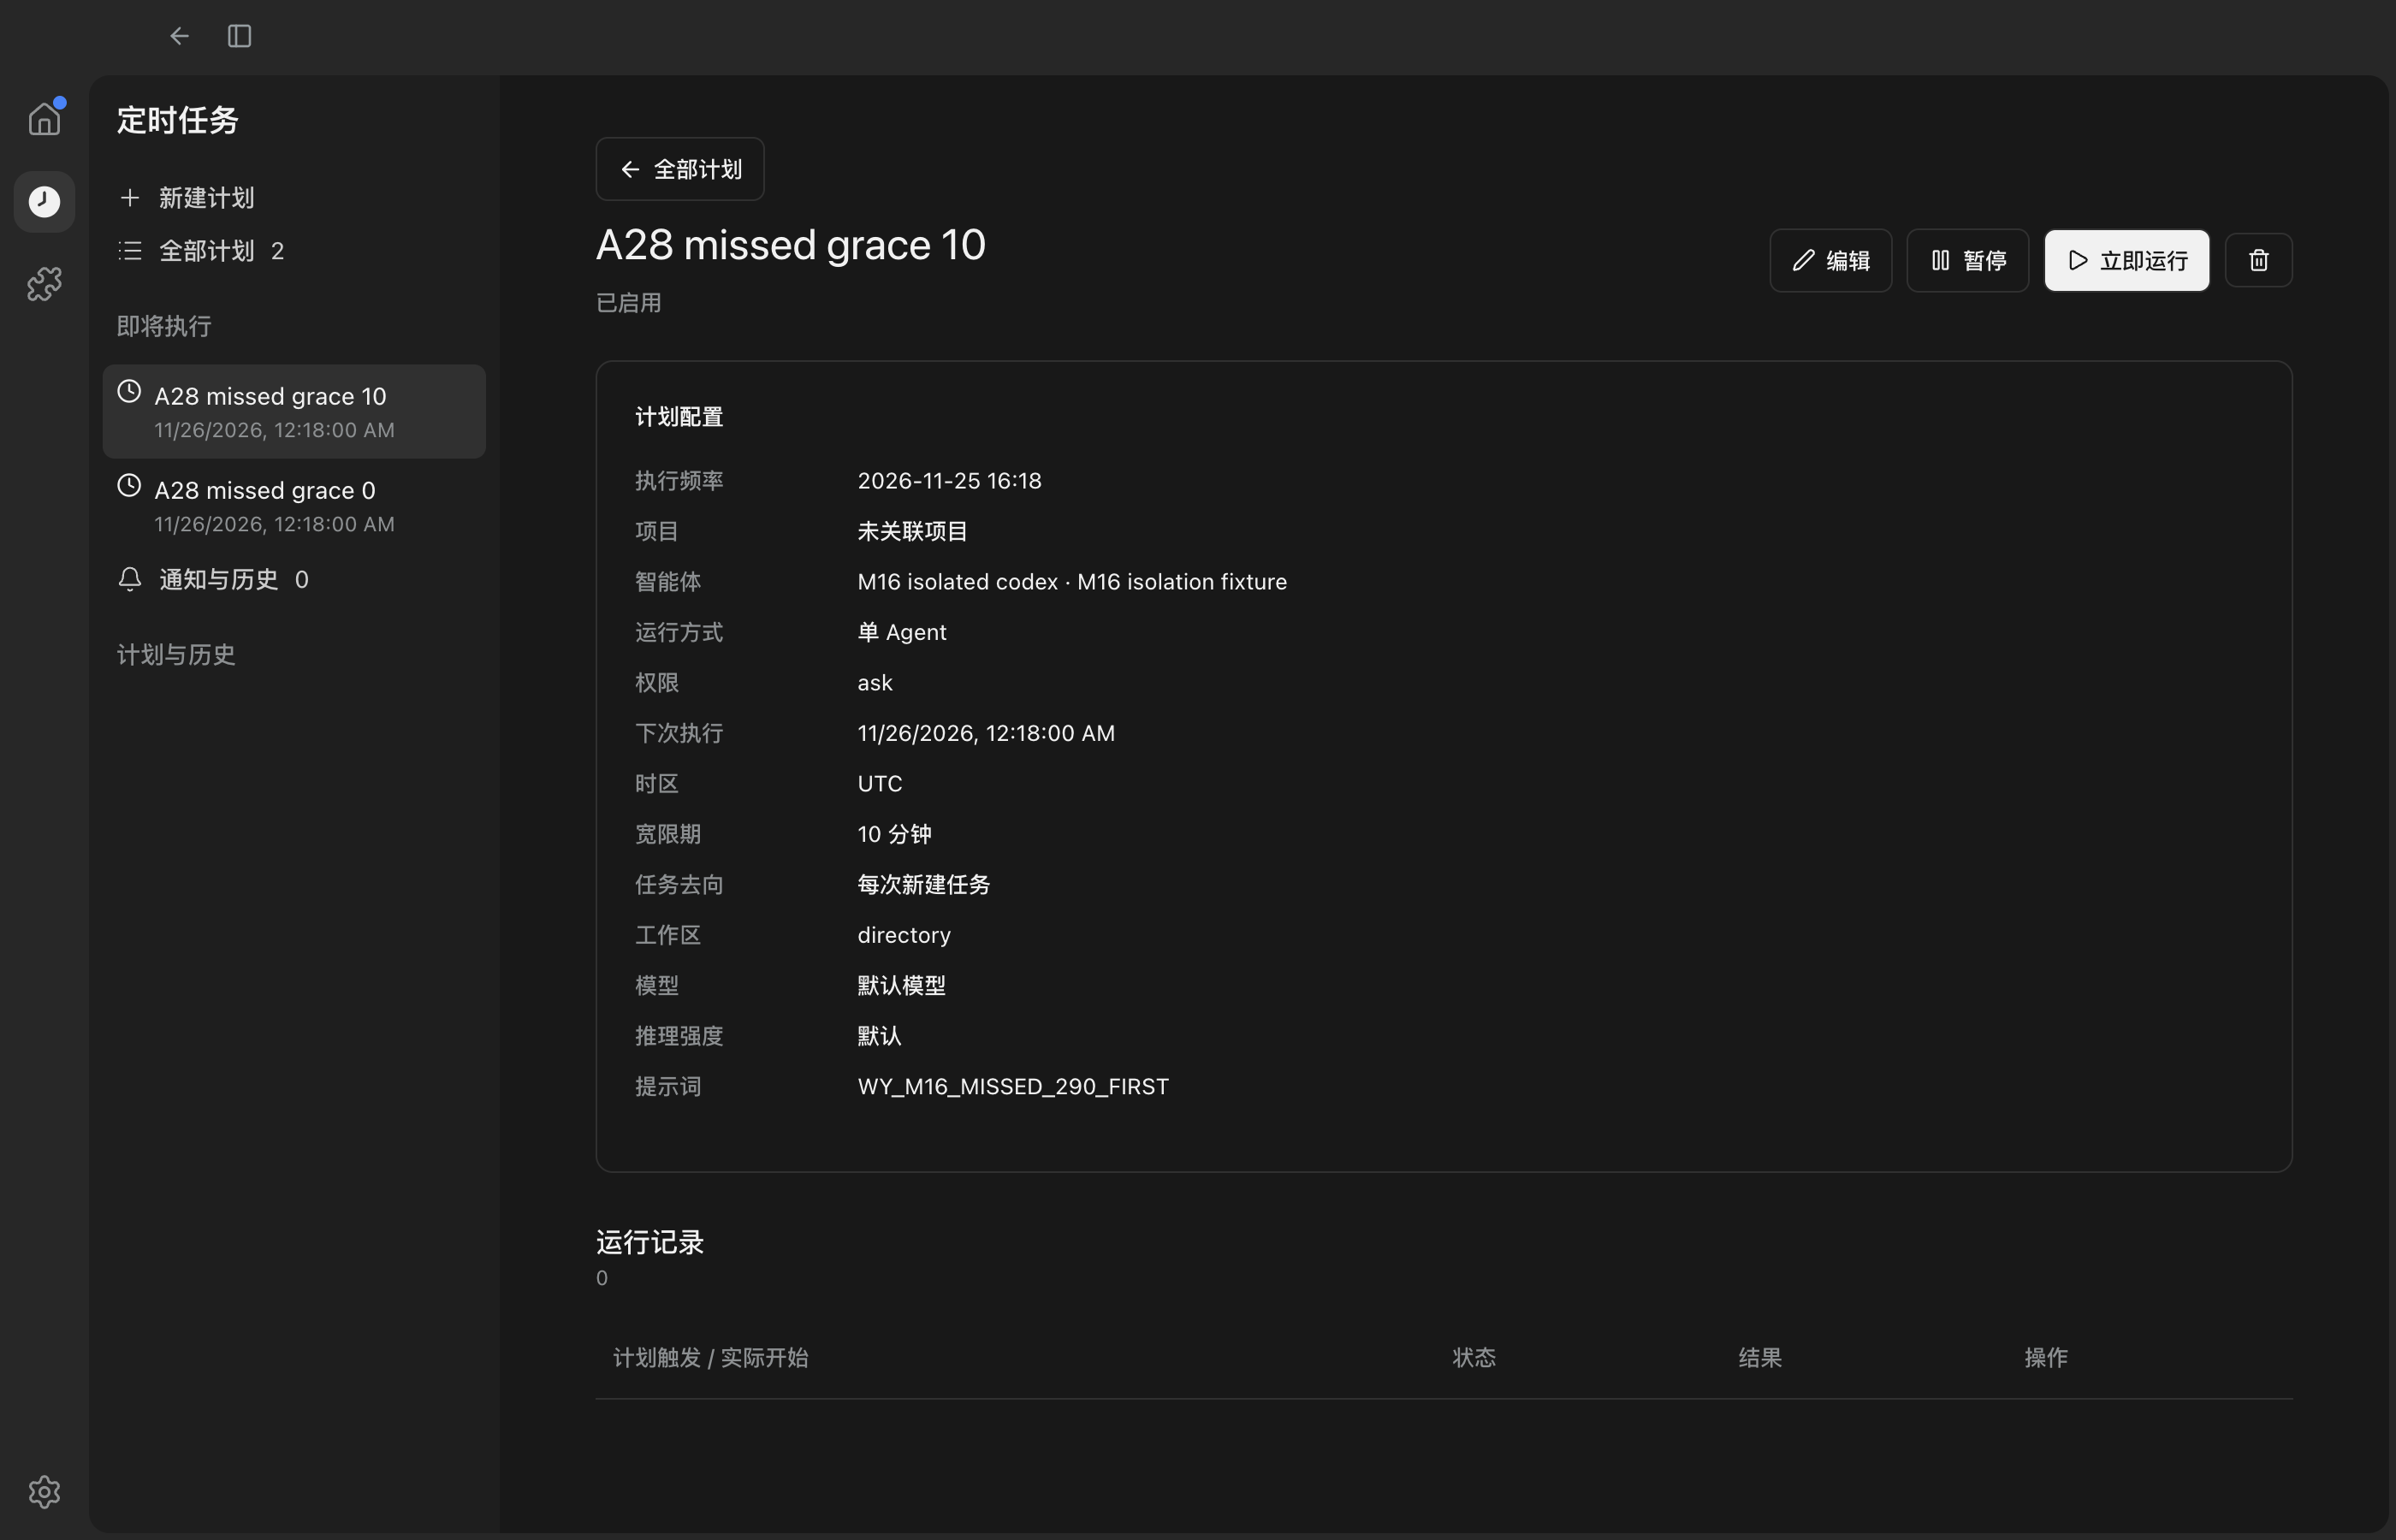 定时任务
新建计划
全部计划 2
即将执行
A28 missed grace 10
11/26/2026, 12:18:00 AM
A28 missed grace 0
11/26/2026, 12:18:00 AM
通知与历史 0
计划与历史
全部计划
A28 missed grace 10
已启用
编辑
暂停
立即运行
计划配置
执行频率 2026-11-25 16:18
项目 未关联项目
智能体 M16 isolated codex · M16 isolation fixture
运行方式 单 Agent
权限 ask
下次执行 11/26/2026, 12:18:00 AM
时区 UTC
宽限期 10 分钟
任务去向 每次新建任务
工作区 directory
模型 默认模型
推理强度 默认
提示词 WY_M16_MISSED_290_FIRST
运行记录
0
计划触发 / 实际开始 状态 结果 操作